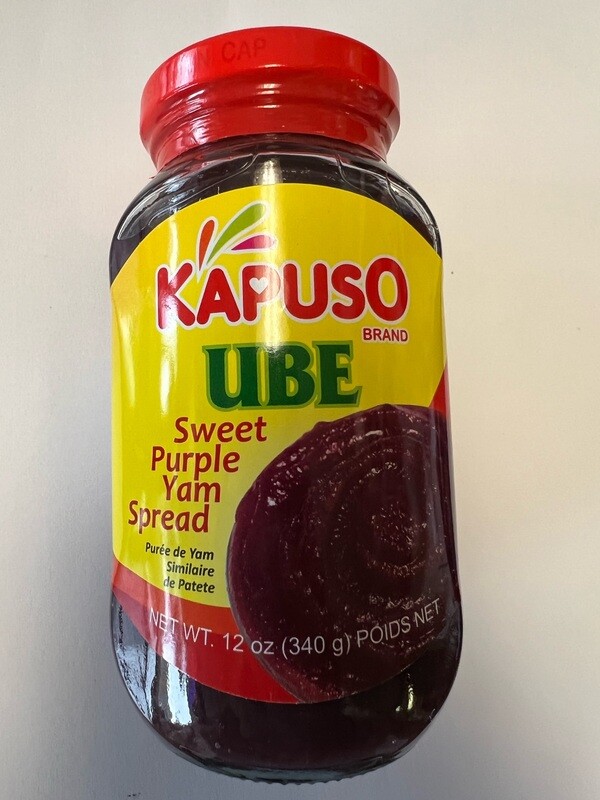 KAPUSO
BRAND
UBE
Sweet
Purple
Yam
Spread
Purée de Yam
Similaire
de Patete
NET WT. 12 oz (340 g) POIDS NET
CAP